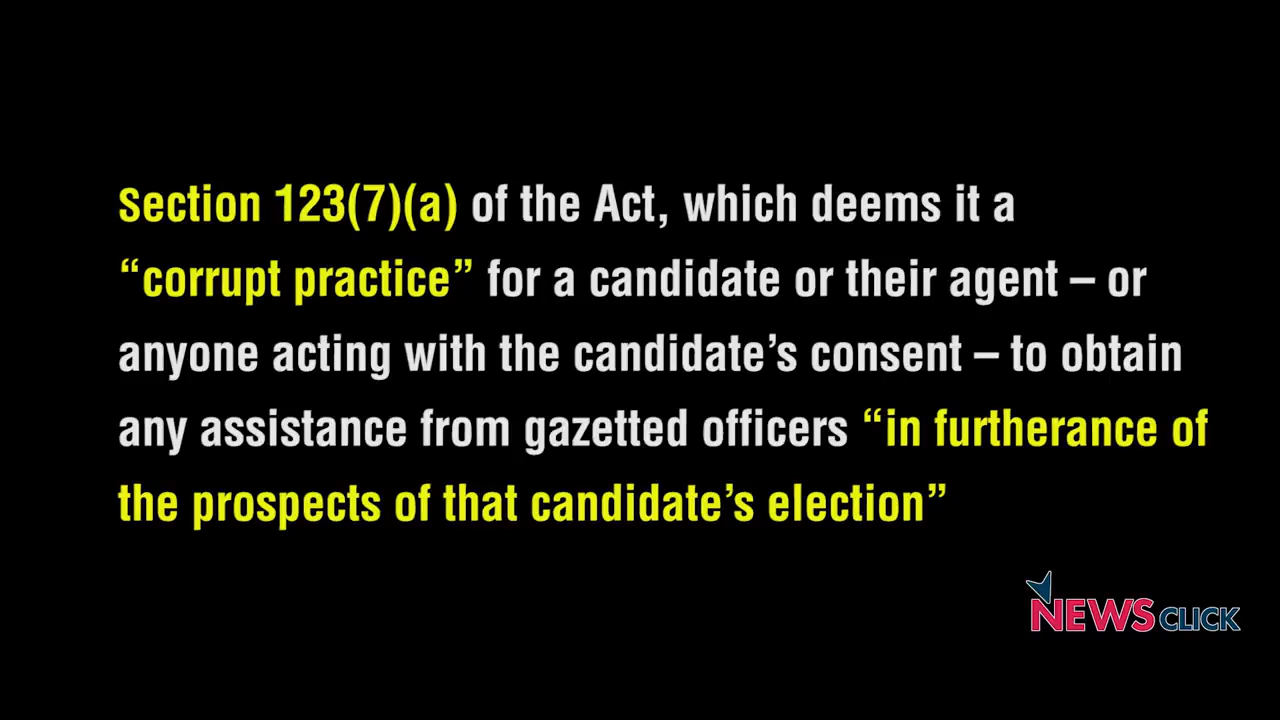 Section 123(7)(a) of the Act, which deems it a
“corrupt practice” for a candidate or their agent – or
anyone acting with the candidate’s consent – to obtain
any assistance from gazetted officers “in furtherance of
the prospects of that candidate’s election”
NEWSCLICK